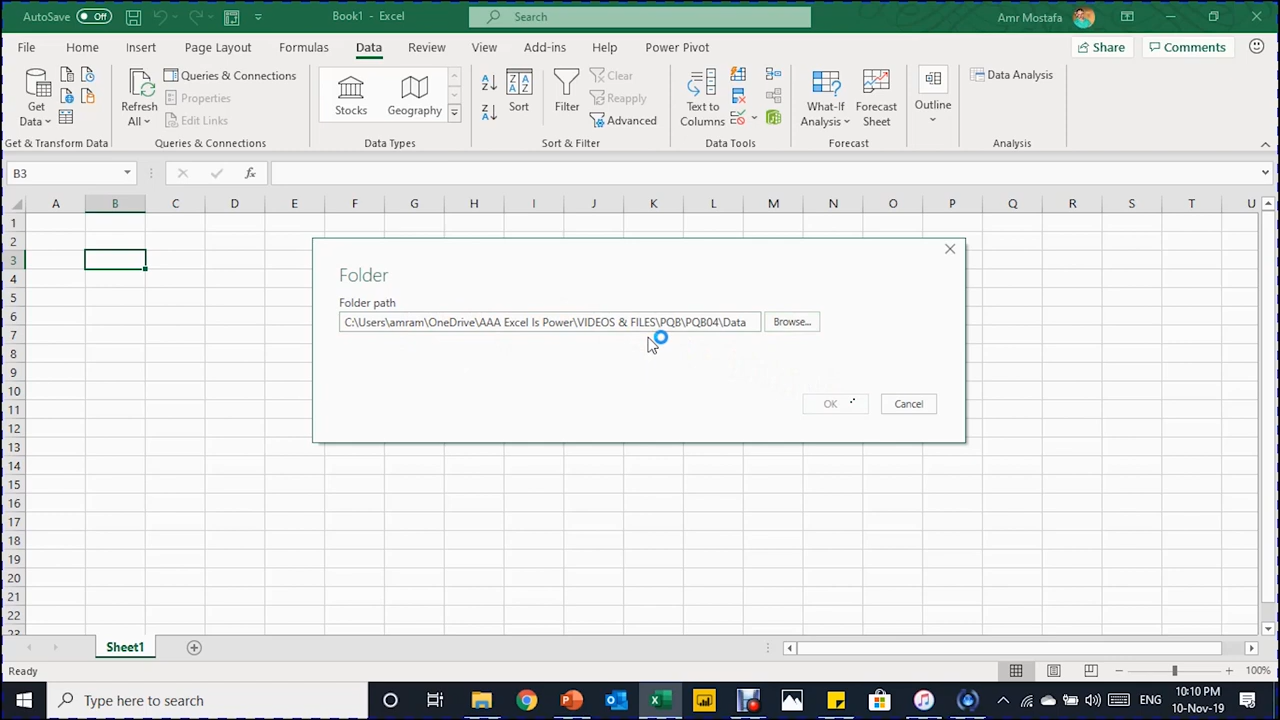 AutoSave Off Book1 - Excel Search Amr Mostafa
File Home Insert Page Layout Formulas Data Review View Add-ins Help Power Pivot Share Comments
Get Data
Refresh All
Queries & Connections
Properties
Edit Links
Stocks
Geography
Sort
Filter
Clear
Reapply
Advanced
Text to Columns
What-If Analysis
Forecast Sheet
Outline
Data Analysis
Get & Transform Data Queries & Connections Data Types Sort & Filter Data Tools Forecast Analysis
B3 fx
A B C D E F G H I J K L M N O P Q R S T U
1
2
3
4
5
6
7
8
9
10
11
12
13
14
15
16
17
18
19
20
21
22
23
Folder
Folder path
C:\Users\amram\OneDrive\AAA Excel Is Power\VIDEOS & FILES\PQB\PQB04\Data Browse...
OK Cancel
Sheet1
Ready 100%
Type here to search ENG 10:10 PM
10-Nov-19